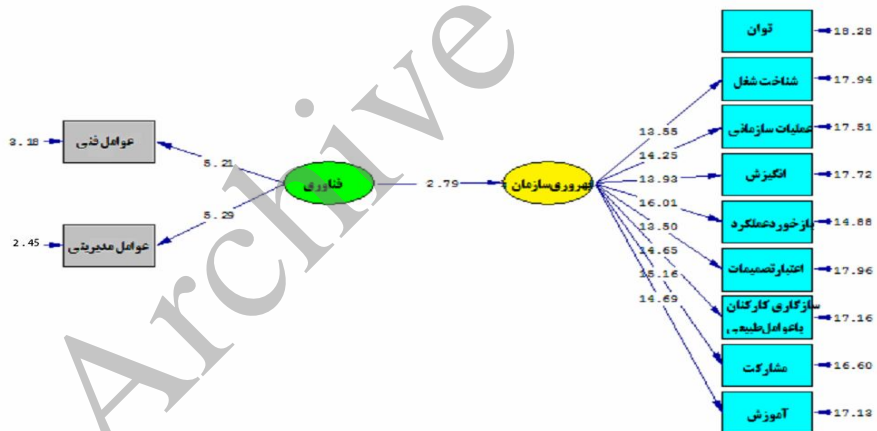 توان
18.28
شناخت شغل
17.94
13.55
عملیات سازمانی
17.51
14.25
انگیزش
17.72
13.93
بازخورد عملکرد
14.88
16.01
اعتبار تصمیمات
17.96
13.50
سازگاری کارکنان
باعوامل طبیعی
17.16
14.65
مشارکت
16.60
15.16
آموزش
17.13
14.69
2.79
فناوری
5.21
عوامل فنی
3.18
5.29
عوامل مدیریتی
2.45
Archive